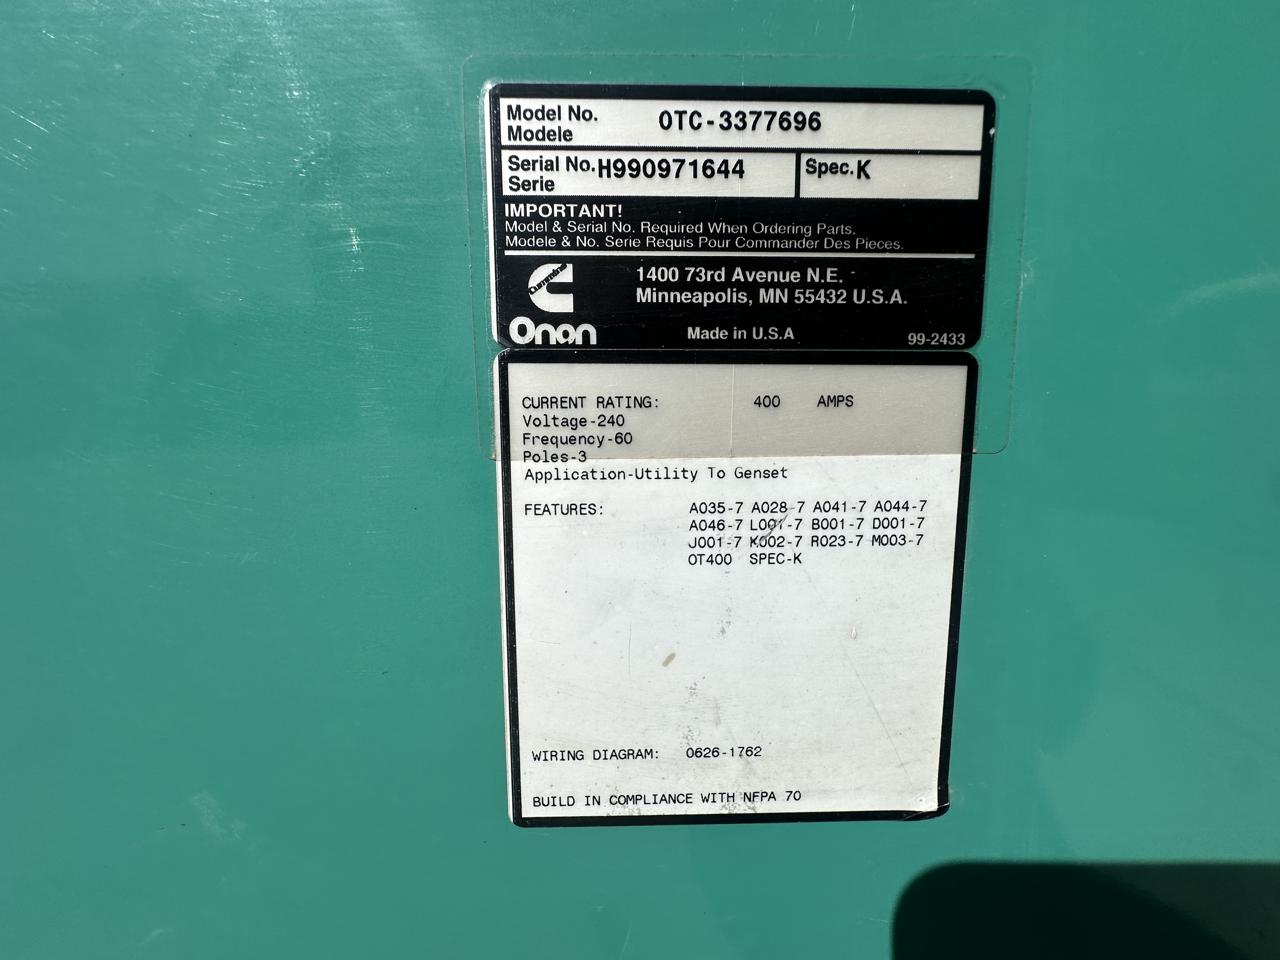 Model No.
Modele
OTC-3377696
Serial No. H990971644
Serie
Spec. K
IMPORTANT!
Model & Serial No. Required When Ordering Parts.
Modele & No. Serie Requis Pour Commander Des Pieces.
Cummins
Onan
1400 73rd Avenue N.E.
Minneapolis, MN 55432 U.S.A.
Made in U.S.A
99-2433
CURRENT RATING: 400 AMPS
Voltage-240
Frequency-60
Poles-3
Application-Utility To Genset
FEATURES: A035-7 A028-7 A041-7 A044-7
A046-7 L001-7 B001-7 D001-7
J001-7 K002-7 R023-7 M003-7
OT400 SPEC-K
WIRING DIAGRAM: 0626-1762
BUILD IN COMPLIANCE WITH NFPA 70